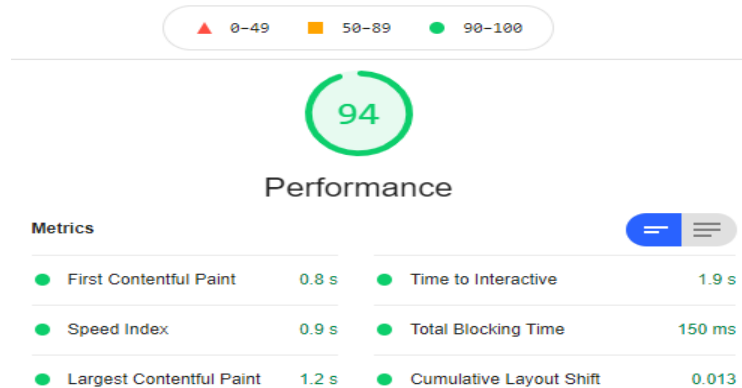 0–49 50–89 90–100
94
Performance
Metrics
First Contentful Paint 0.8 s Time to Interactive 1.9 s
Speed Index 0.9 s Total Blocking Time 150 ms
Largest Contentful Paint 1.2 s Cumulative Layout Shift 0.013